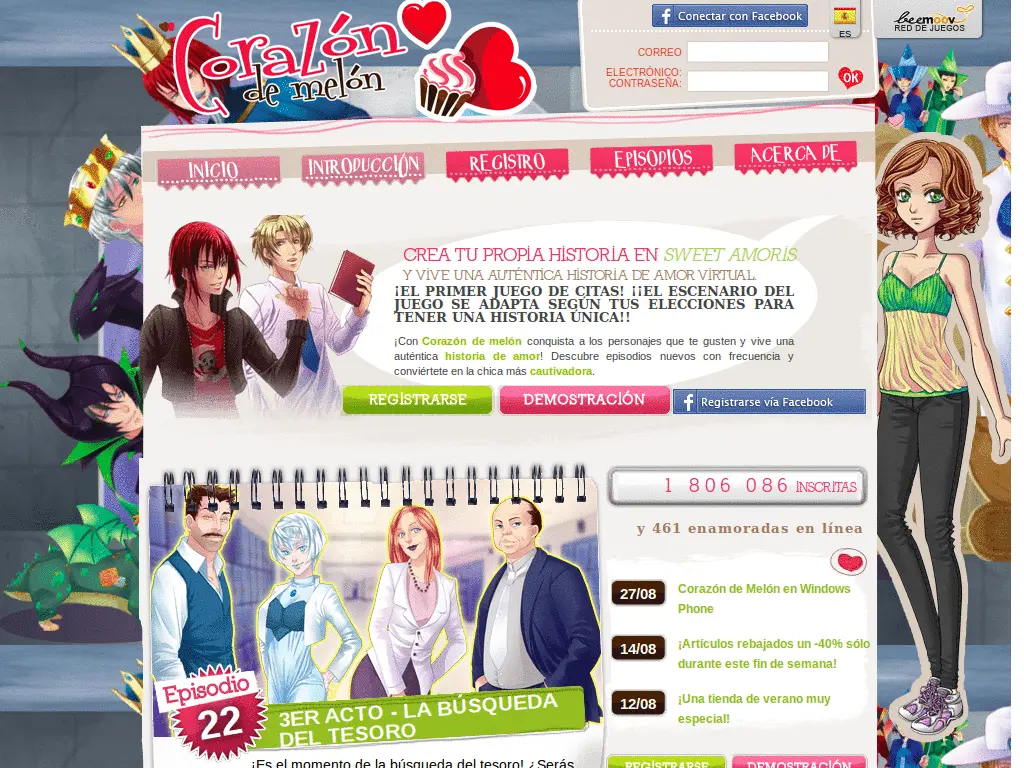 Corazón
de melón
Conectar con Facebook
ES
beemoov
RED DE JUEGOS
CORREO
ELECTRÓNICO:
CONTRASEÑA:
OK
INICIO
INTRODUCCIÓN
REGISTRO
EPISODIOS
ACERCA DE
CREA TU PROPIA HISTORIA EN SWEET AMORIS
Y VIVE UNA AUTÉNTICA HISTORIA DE AMOR VIRTUAL.
¡EL PRIMER JUEGO DE CITAS! ¡¡EL ESCENARIO DEL
JUEGO SE ADAPTA SEGÚN TUS ELECCIONES PARA
TENER UNA HISTORIA ÚNICA!!
¡Con Corazón de melón conquista a los personajes que te gusten y vive una
auténtica historia de amor! Descubre episodios nuevos con frecuencia y
conviértete en la chica más cautivadora.
REGISTRARSE
DEMOSTRACIÓN
Registrarse vía Facebook
1 806 086 INSCRITAS
y 461 enamoradas en línea
27/08
Corazón de Melón en Windows
Phone
14/08
¡Artículos rebajados un -40% sólo
durante este fin de semana!
12/08
¡Una tienda de verano muy
especial!
Episodio
22
3ER ACTO - LA BÚSQUEDA
DEL TESORO
¡Es el momento de la búsqueda del tesoro! ¿Serás
REGISTRARSE
DEMOSTRACIÓN